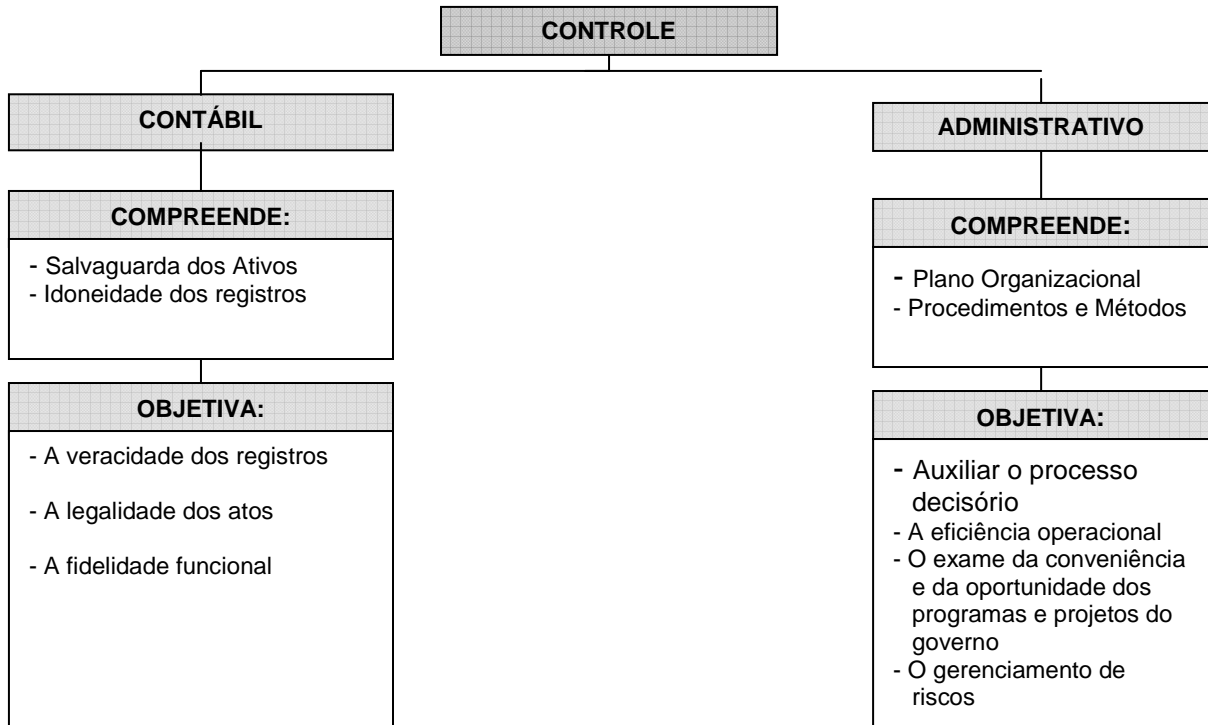 CONTROLE
CONTÁBIL
COMPREENDE:
- Salvaguarda dos Ativos
- Idoneidade dos registros
OBJETIVA:
- A veracidade dos registros
- A legalidade dos atos
- A fidelidade funcional
ADMINISTRATIVO
COMPREENDE:
- Plano Organizacional
- Procedimentos e Métodos
OBJETIVA:
- Auxiliar o processo
decisório
- A eficiência operacional
- O exame da conveniência
e da oportunidade dos
programas e projetos do
governo
- O gerenciamento de
riscos